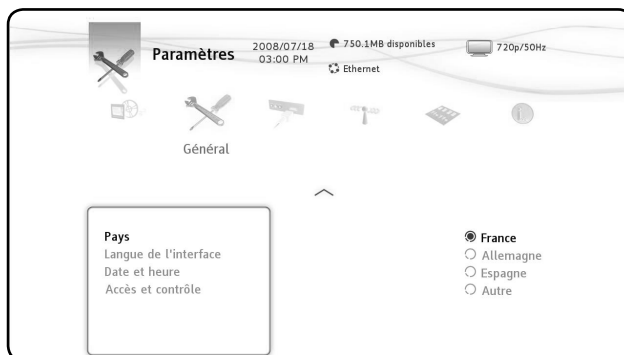 Paramètres
2008/07/18
03:00 PM
750.1MB disponibles
Ethernet
720p/50Hz
Général
Pays
Langue de l'interface
Date et heure
Accès et contrôle
France
Allemagne
Espagne
Autre